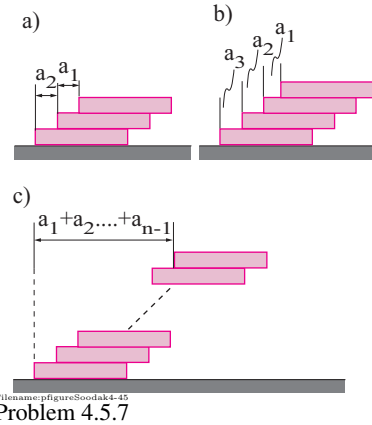 a)
a2
a1
b)
a3
a2
a1
c)
a1+a2....+an-1
Filename:pfigureSoodak4-45
Problem 4.5.7